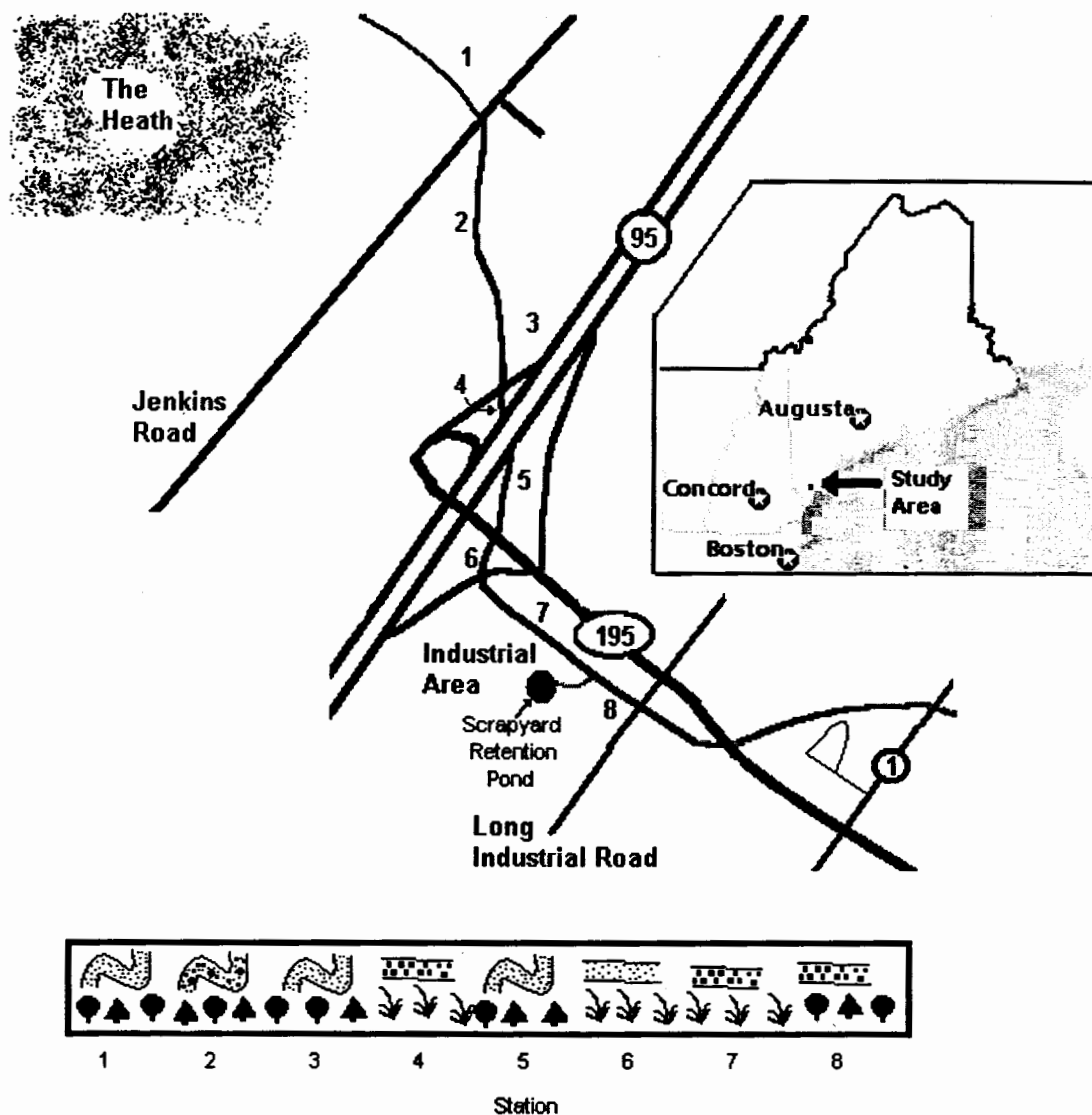 The
Heath
1
2
95
3
4
Jenkins
Road
5
6
7
195
Industrial
Area
8
Scrapyard
Retention
Pond
Long
Industrial Road
1
Augusta
Concord
Study
Area
Boston
1 2 3 4 5 6 7 8
Station